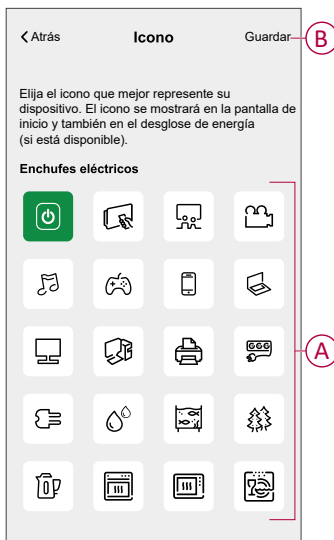 Atrás Icono Guardar B
Elija el icono que mejor represente su
dispositivo. El icono se mostrará en la pantalla de
inicio y también en el desglose de energía
(si está disponible).
Enchufes eléctricos
A